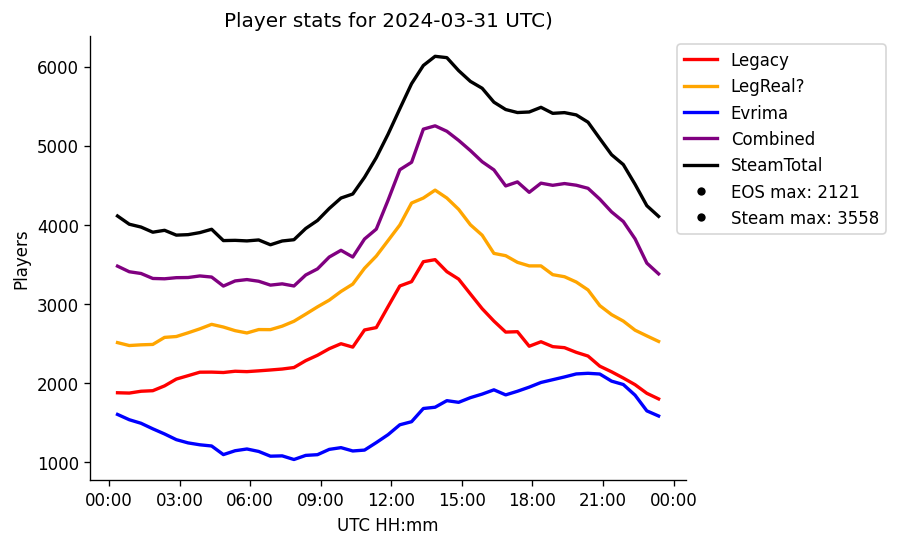 Player stats for 2024-03-31 UTC)
Players
6000
5000
4000
3000
2000
1000
00:00 03:00 06:00 09:00 12:00 15:00 18:00 21:00 00:00
UTC HH:mm
Legacy
LegReal?
Evrima
Combined
SteamTotal
EOS max: 2121
Steam max: 3558